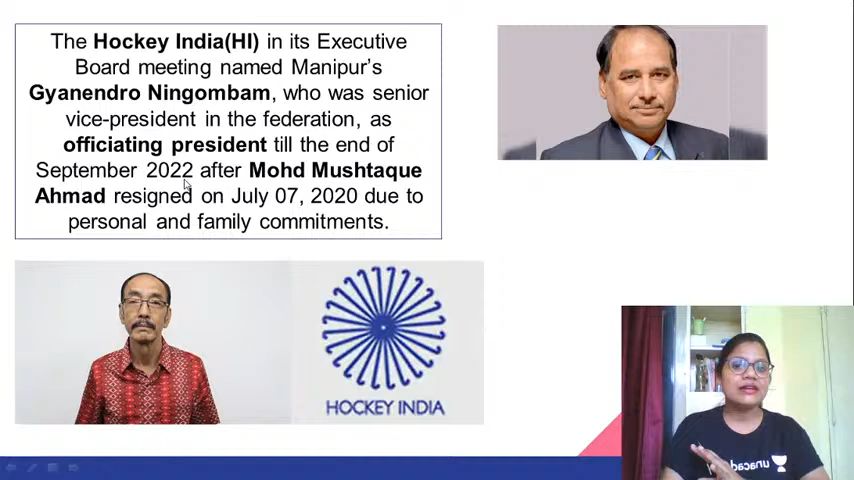 The Hockey India(HI) in its Executive
Board meeting named Manipur's
Gyanendro Ningombam, who was senior
vice-president in the federation, as
officiating president till the end of
September 2022 after Mohd Mushtaque
Ahmad resigned on July 07, 2020 due to
personal and family commitments.
HOCKEY INDIA
unacad